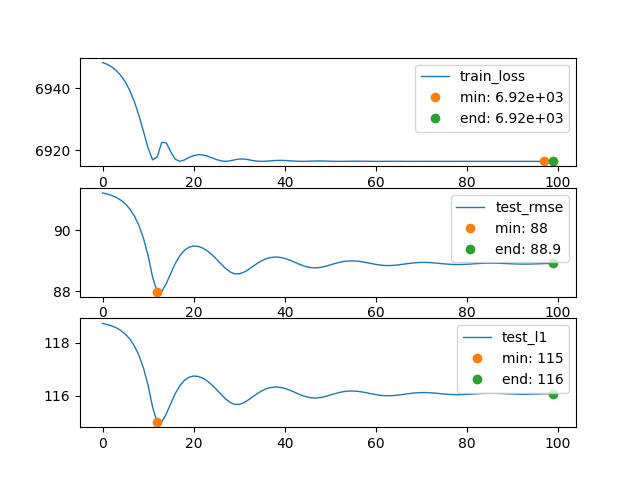 6940
6920
train_loss
min: 6.92e+03
end: 6.92e+03
0 20 40 60 80 100
90
88
test_rmse
min: 88
end: 88.9
0 20 40 60 80 100
118
116
test_l1
min: 115
end: 116
0 20 40 60 80 100